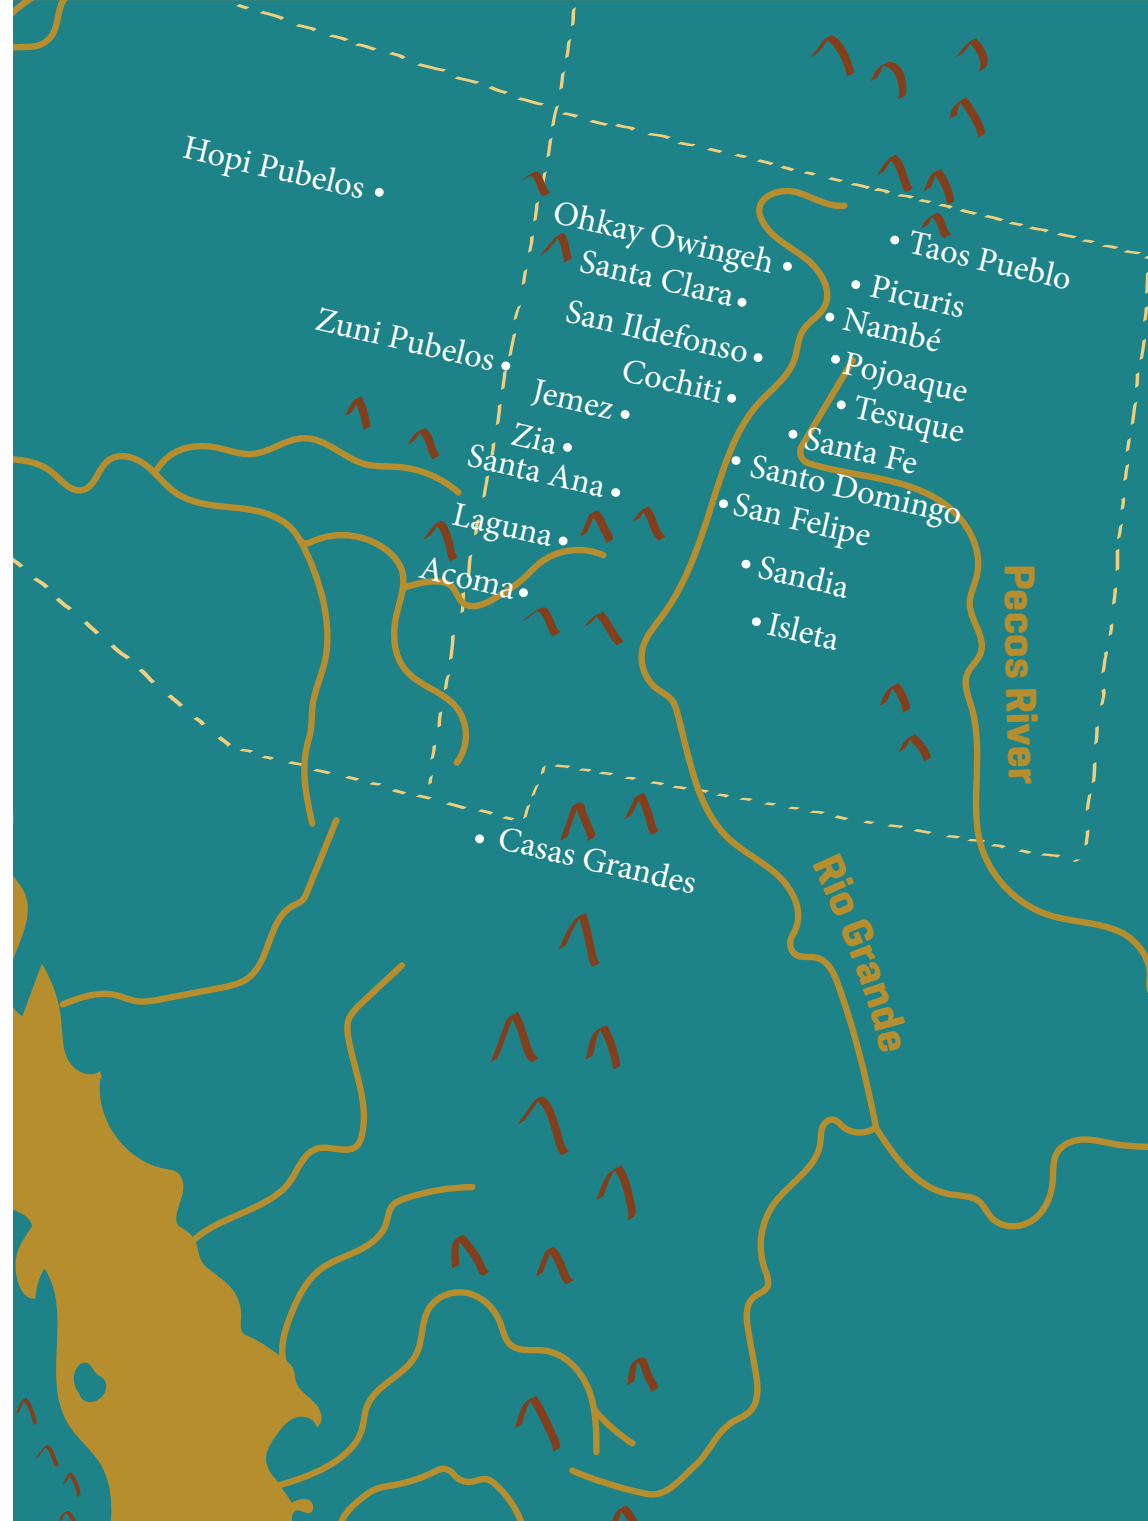 Hopi Pubelos
Ohkay Owingeh
Taos Pueblo
Santa Clara
Picuris
San Ildefonso
Nambé
Zuni Pubelos
Cochiti
Pojoaque
Jemez
Tesuque
Zia
Santa Fe
Santa Ana
Santo Domingo
Laguna
San Felipe
Acoma
Sandia
Isleta
Pecos River
Casas Grandes
Rio Grande